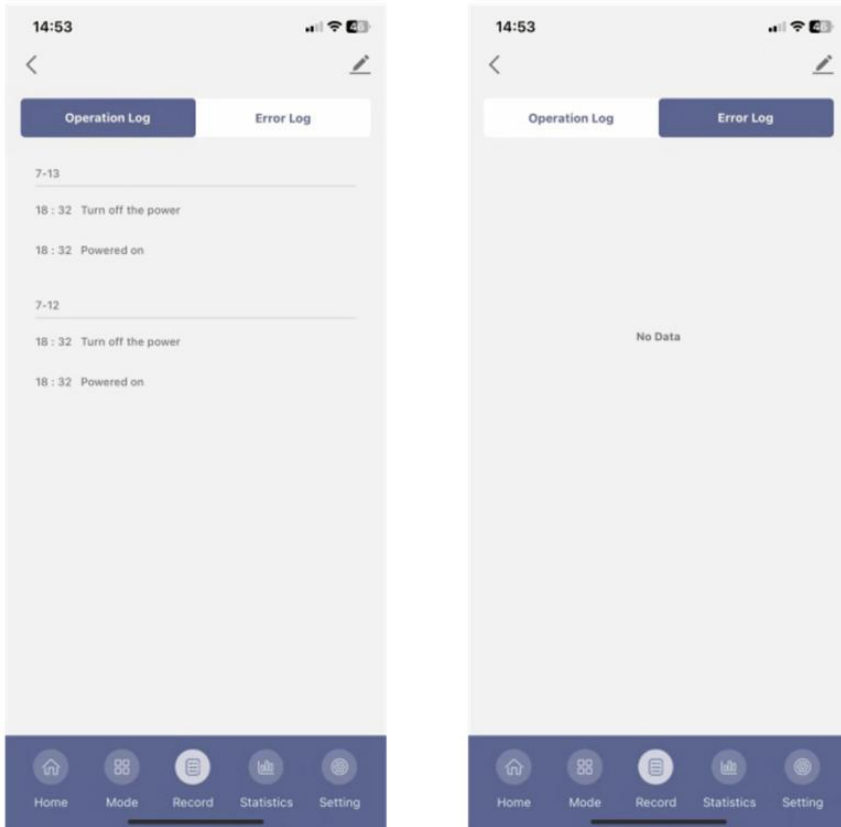 14:53
46
Operation Log
Error Log
7-13
18 : 32 Turn off the power
18 : 32 Powered on
7-12
18 : 32 Turn off the power
18 : 32 Powered on
Home
Mode
Record
Statistics
Setting
14:53
46
Operation Log
Error Log
No Data
Home
Mode
Record
Statistics
Setting